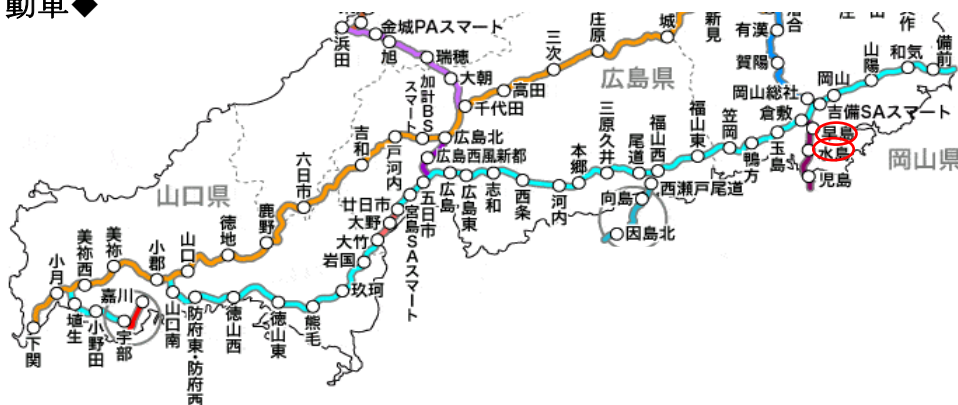 動車◆
金城PAスマート
浜田
旭
瑞穂
大朝
千代田
高田
三次
庄原
城
新見
有漢
賀陽
岡山総社
倉敷
岡山
山陽
和気
備前
吉備SAスマート
早島
水島
児島
岡山県
広島県
山口県
加計BSスマート
広島北
戸河内
吉和
六日市
鹿野
徳地
山口
小郡
美祢
美祢西
小月
下関
埴生
小野田
宇部
嘉川
山口南
防府東・防府西
徳山西
徳山東
熊毛
玖珂
岩国
大竹
大野
廿日市
宮島SAスマート
五日市
広島西風新都
広島
広島東
志和
西条
河内
本郷
三原久井
尾道
福山西
福山東
笠岡
鴨方
玉島
西瀬戸尾道
向島
因島北